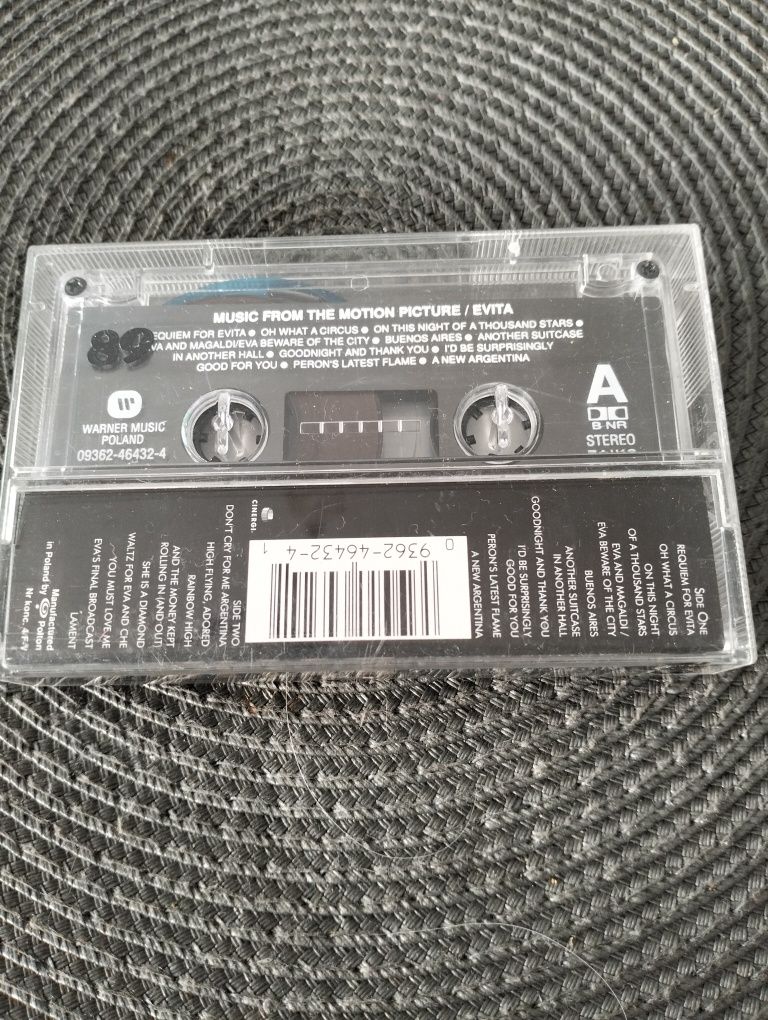 MUSIC FROM THE MOTION PICTURE / EVITA
EQUIEM FOR EVITA ● OH WHAT A CIRCUS ● ON THIS NIGHT OF A THOUSAND STARS ●
VA AND MAGALDI/EVA BEWARE OF THE CITY ● BUENOS AIRES ● ANOTHER SUITCASE
IN ANOTHER HALL ● GOODNIGHT AND THANK YOU ● I'D BE SURPRISINGLY
GOOD FOR YOU ● PERON'S LATEST FLAME ● A NEW ARGENTINA
89
WARNER MUSIC
POLAND
09362-46432-4
A
B NR
STEREO
SIDE ONE
REQUIEM FOR EVITA
OH WHAT A CIRCUS
ON THIS NIGHT
OF A THOUSAND STARS
EVA AND MAGALDI /
EVA BEWARE OF THE CITY
BUENOS AIRES
ANOTHER SUITCASE
IN ANOTHER HALL
GOODNIGHT AND THANK YOU
I'D BE SURPRISINGLY
GOOD FOR YOU
PERON'S LATEST FLAME
A NEW ARGENTINA
0 9362-46432-4 1
CINERGI
SIDE TWO
DON'T CRY FOR ME ARGENTINA
HIGH FLYING, ADORED
RAINBOW HIGH
AND THE MONEY KEPT
ROLLING IN (AND OUT)
SHE IS A DIAMOND
WALTZ FOR EVA AND CHE
YOU MUST LOVE ME
EVA'S FINAL BROADCAST
LAMENT
Manufactured
in Poland by Polton
Nr konc.